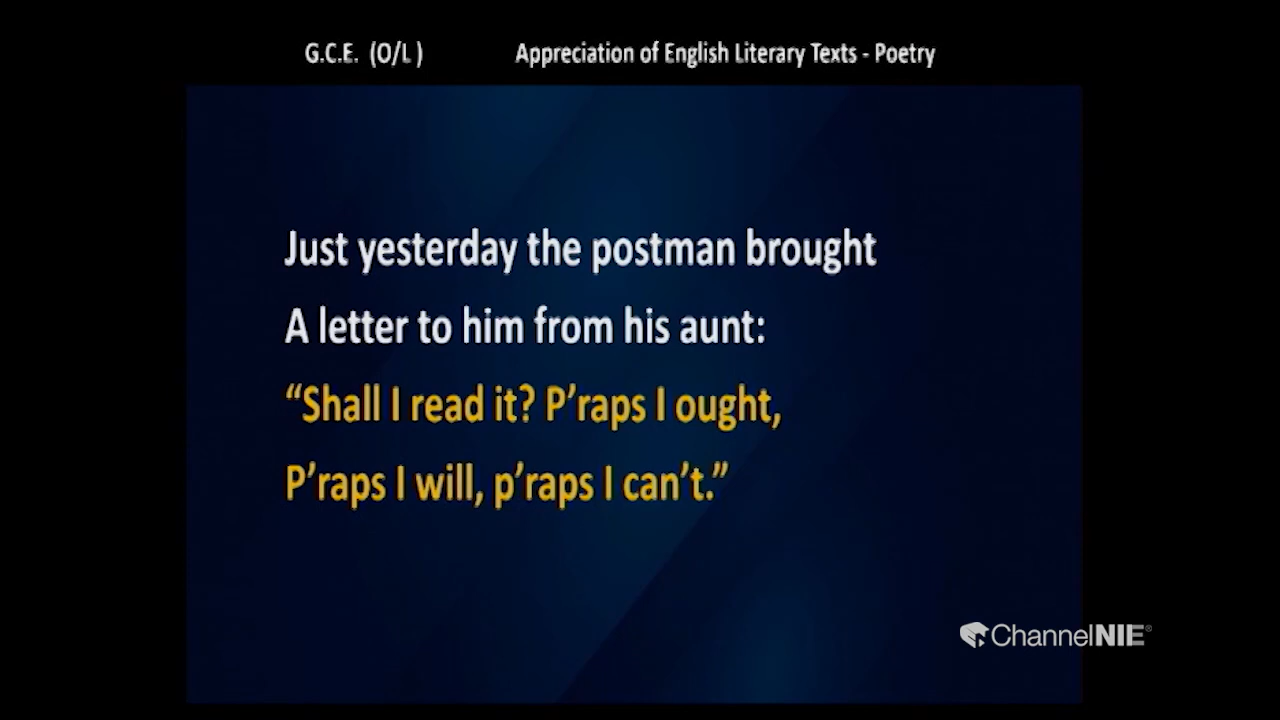 G.C.E. (O/L) Appreciation of English Literary Texts - Poetry
Just yesterday the postman brought
A letter to him from his aunt:
“Shall I read it? P’raps I ought,
P’raps I will, p’raps I can’t.”
ChannelNIE®